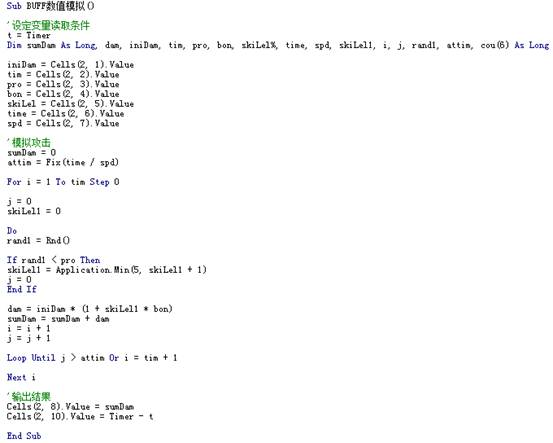 Sub BUFF数值模拟()
'设定变量读取条件
t = Timer
Dim sumDam As Long, dam, iniDam, tim, pro, bon, skiLel%, time, spd, skiLel1, i, j, rand1, attim, cou(6) As Long
iniDam = Cells(2, 1).Value
tim = Cells(2, 2).Value
pro = Cells(2, 3).Value
bon = Cells(2, 4).Value
skiLel = Cells(2, 5).Value
time = Cells(2, 6).Value
spd = Cells(2, 7).Value
'模拟攻击
sumDam = 0
attim = Fix(time / spd)
For i = 1 To tim Step 0
j = 0
skiLel1 = 0
Do
rand1 = Rnd()
If rand1 < pro Then
skiLel1 = Application.Min(5, skiLel1 + 1)
j = 0
End If
dam = iniDam * (1 + skiLel1 * bon)
sumDam = sumDam + dam
i = i + 1
j = j + 1
Loop Until j > attim Or i = tim + 1
Next i
'输出结果
Cells(2, 8).Value = sumDam
Cells(2, 10).Value = Timer - t
End Sub